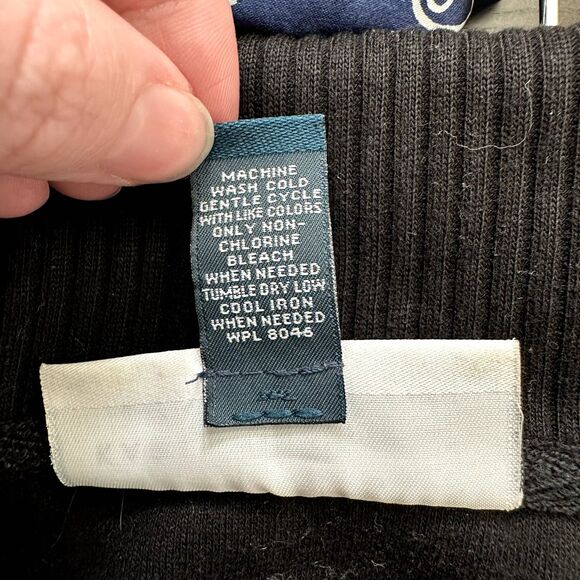 MACHINE
WASH COLD
GENTLE CYCLE
WITH LIKE COLORS
ONLY NON-
CHLORINE
BLEACH
WHEN NEEDED
TUMBLE DRY LOW
COOL IRON
WHEN NEEDED
WPL 8046